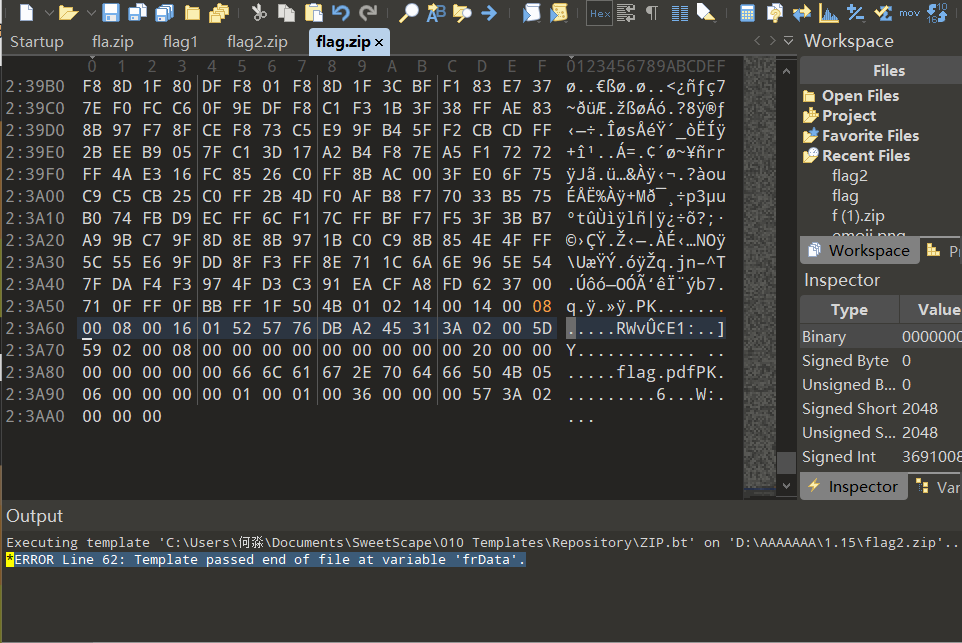 Hex mov
Startup fla.zip flag1 flag2.zip flag.zip × Workspace
0 1 2 3 4 5 6 7 8 9 A B C D E F 0123456789ABCDEF
2:39B0 F8 8D 1F 80 DF F8 01 F8 8D 1F 3C BF F1 83 E7 37 ø..€ßø.ø..<¿ñƒç7
2:39C0 7E F0 FC C6 0F 9E DF F8 C1 F3 1B 3F 38 FF AE 83 ~ðüÆ.žßøÁó.?8ÿ®ƒ
2:39D0 8B 97 F7 8F CE F8 73 C5 E9 9F B4 5F F2 CB CD FF ‹—÷.ÎøsÅéŸ´_òËÍÿ
2:39E0 2B EE B9 05 7F C1 3D 17 A2 B4 F8 7E A5 F1 72 72 +î¹..Á=.¢´ø~¥ñrr
2:39F0 FF 4A E3 16 FC 85 26 C0 FF 8B AC 00 3F E0 6F 75 ÿJã.ü…&Àÿ‹¬.?àou
2:3A00 C9 C5 CB 25 C0 FF 2B 4D F0 AF B8 F7 70 33 B5 75 ÉÅË%Àÿ+Mð¯¸÷p3µu
2:3A10 B0 74 FB D9 EC FF 6C F1 7C FF BF F7 F5 3F 3B B7 °tûÙìÿlñ|ÿ¿÷õ?;·
2:3A20 A9 9B C7 9F 8D 8E 8B 97 1B C0 C9 8B 85 4E 4F FF ©›ÇŸ.Ž‹—.ÀÉ‹…NOÿ
2:3A30 5C 55 E6 9F DD 8F F3 FF 8E 71 1C 6A 6E 96 5E 54 \UæŸÝ.óÿŽq.jn–^T
2:3A40 7F DA F4 F3 97 4F D3 C3 91 EA CF A8 FD 62 37 00 .Úôó—OÓÃ‘êÏ¨ýb7.
2:3A50 71 0F FF 0F BB FF 1F 50 4B 01 02 14 00 14 00 08 q.ÿ.»ÿ.PK.......
2:3A60 00 08 00 16 01 52 57 76 DB A2 45 31 3A 02 00 5D .....RWvÛ¢E1:..]
2:3A70 59 02 00 08 00 00 00 00 00 00 00 00 00 20 00 00 Y............ ..
2:3A80 00 00 00 00 00 66 6C 61 67 2E 70 64 66 50 4B 05 .....flag.pdfPK.
2:3A90 06 00 00 00 00 01 00 01 00 36 00 00 00 57 3A 02 .........6...W:.
2:3AA0 00 00 00 ...
Files
Open Files
Project
Favorite Files
Recent Files
flag2
flag
f (1).zip
emoji.png
Workspace
Inspector
Type Value
Binary 0000000
Signed Byte 0
Unsigned B... 0
Signed Short 2048
Unsigned S... 2048
Signed Int 3691008
Inspector Var
Output
Executing template 'C:\Users\何淼\Documents\SweetScape\010 Templates\Repository\ZIP.bt' on 'D:\AAAAAAA\1.15\flag2.zip'..
*ERROR Line 62: Template passed end of file at variable 'frData'.